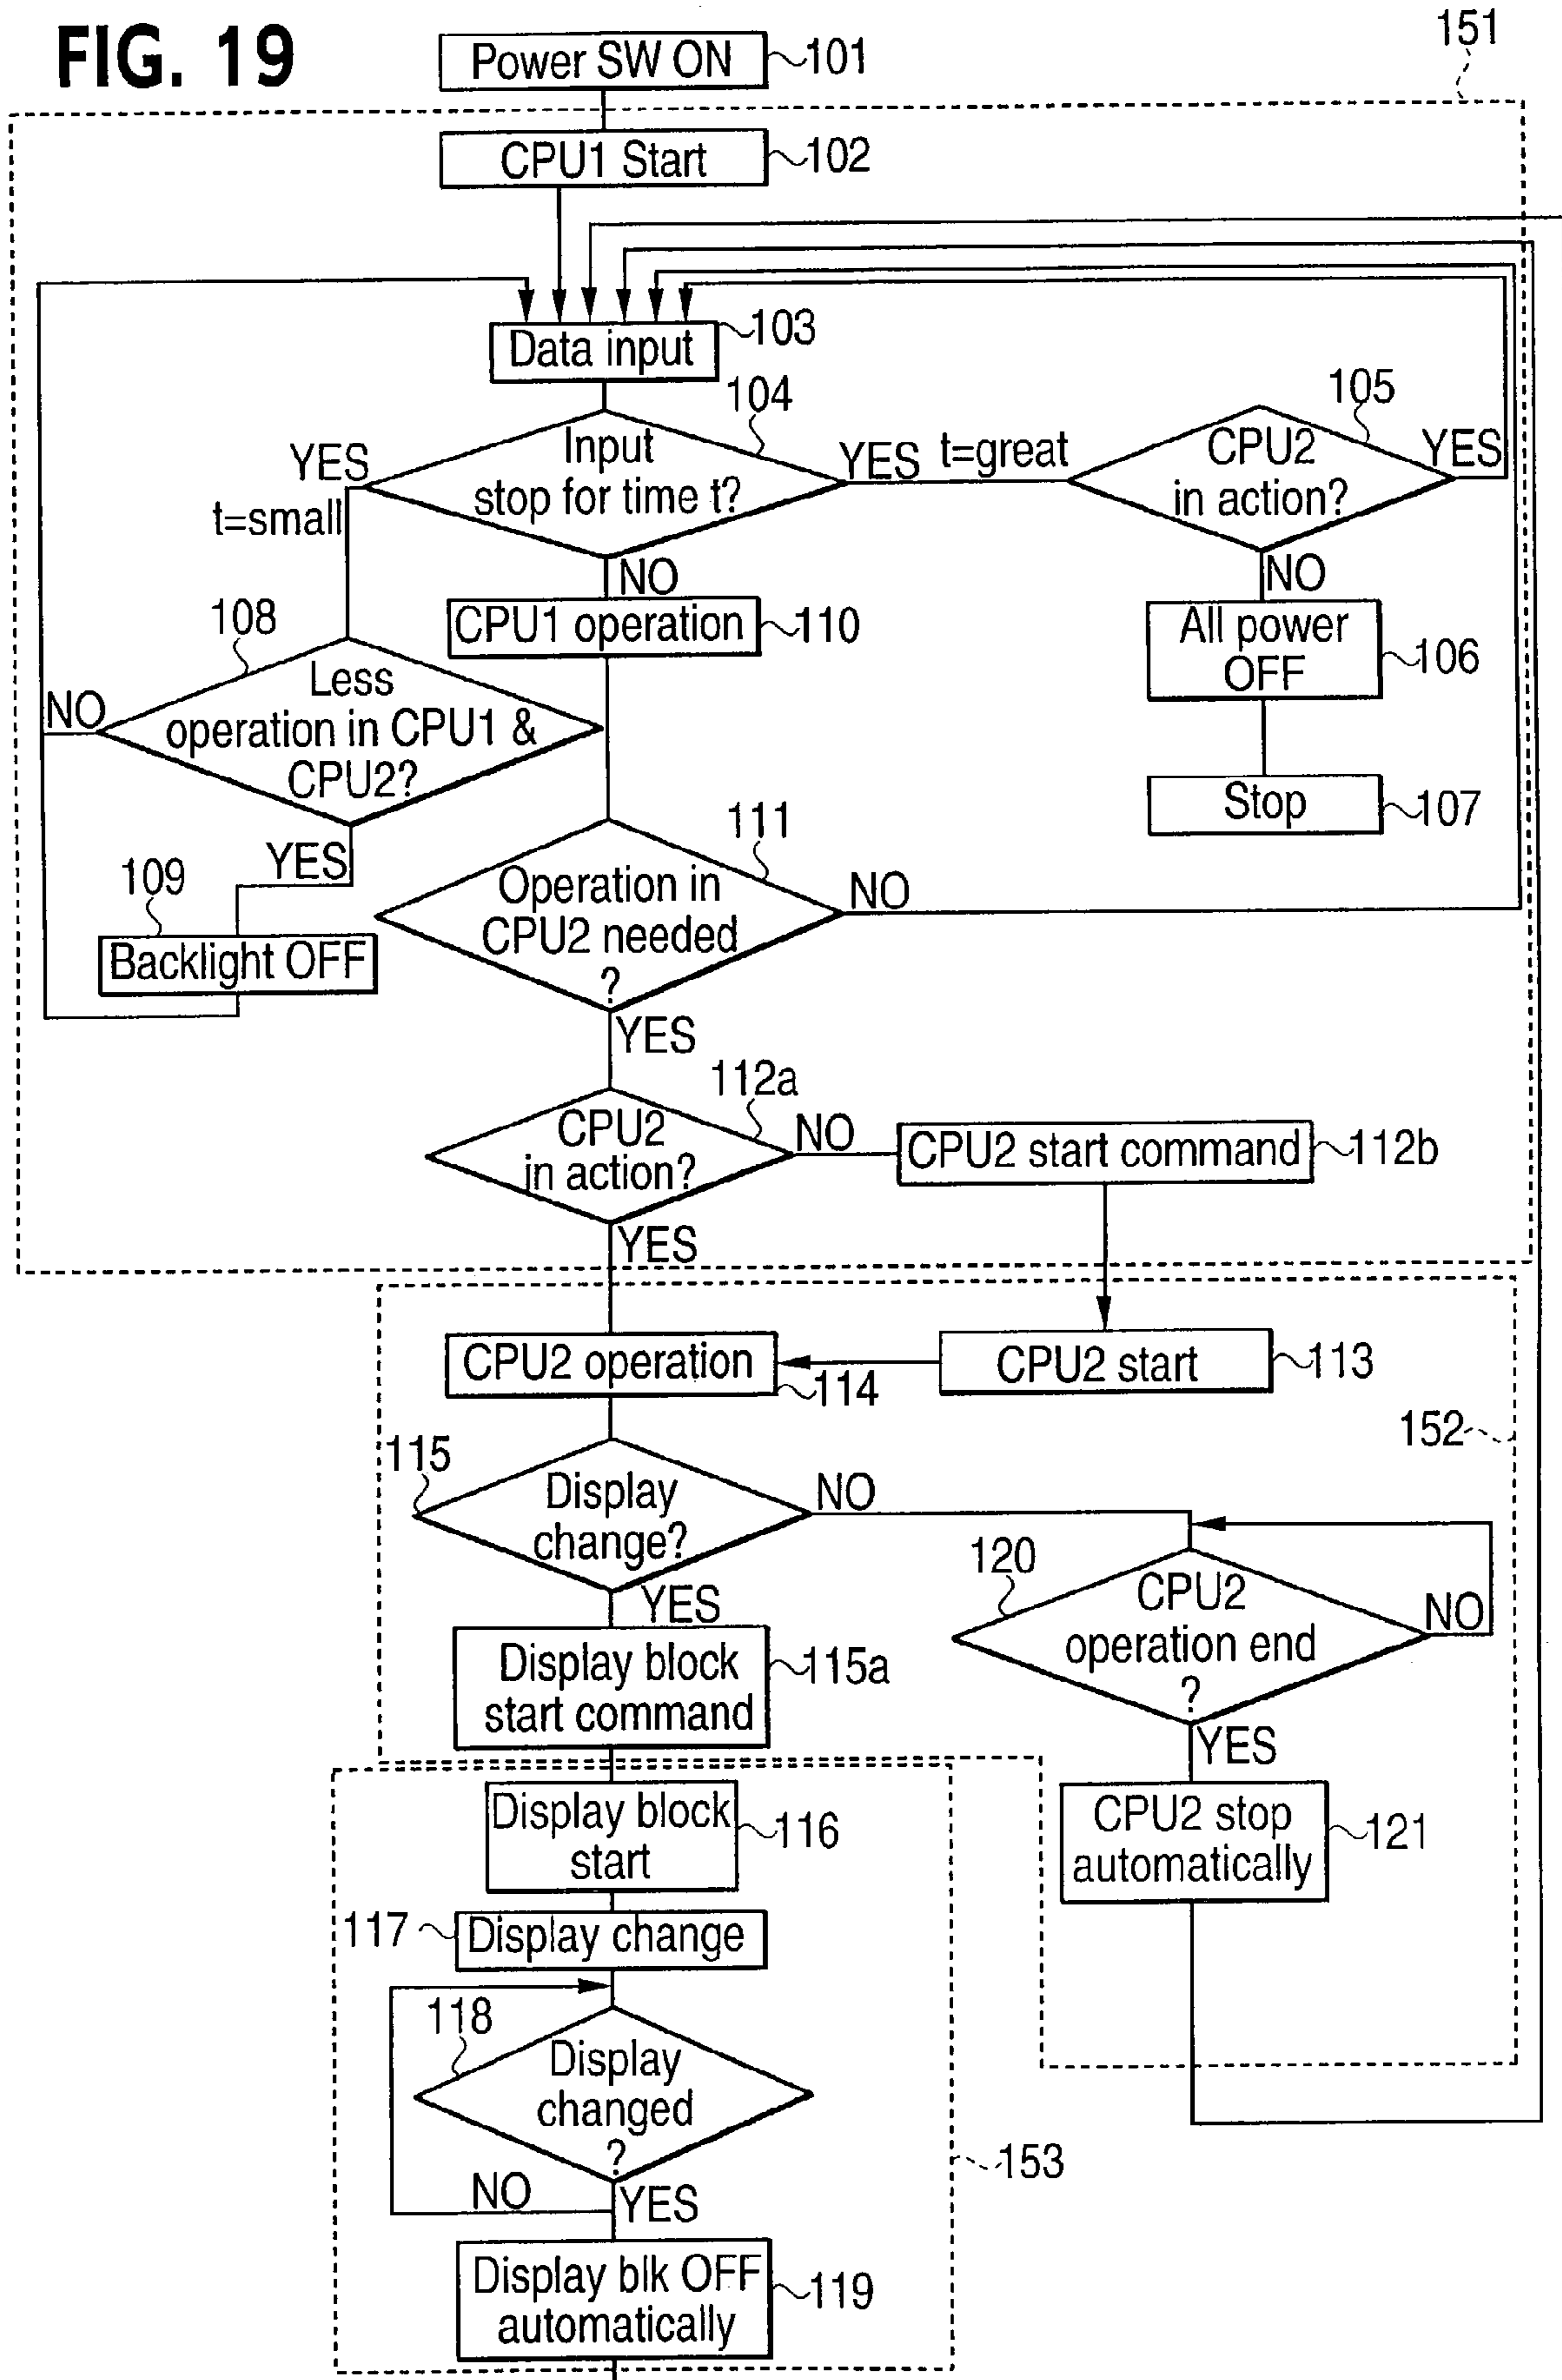 FIG. 19
151
Power SW ON
101
CPU1 Start
102
Data input
103
104
105
YES
Input
stop for time t?
YES t=great
CPU2
in action?
YES
t=small
NO
NO
CPU1 operation
110
All power
OFF
106
108
Less
operation in CPU1 &
CPU2?
NO
Stop
107
YES
111
109
Operation in
CPU2 needed
?
NO
Backlight OFF
YES
112a
CPU2
in action?
NO
CPU2 start command
112b
YES
CPU2 operation
114
CPU2 start
113
152
115
Display
change?
NO
120
CPU2
operation end
?
NO
YES
Display block
start command
115a
YES
Display block
start
116
CPU2 stop
automatically
121
117
Display change
118
Display
changed
?
153
NO
YES
Display blk OFF
automatically
119